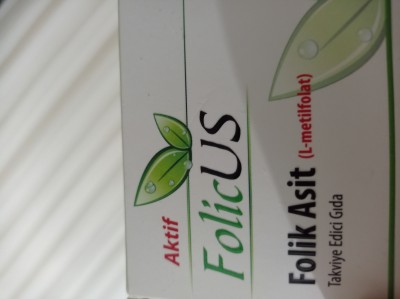 Aktif
FolicUS
Folik Asit (L-metilfolat)
Takviye Edici Gıda